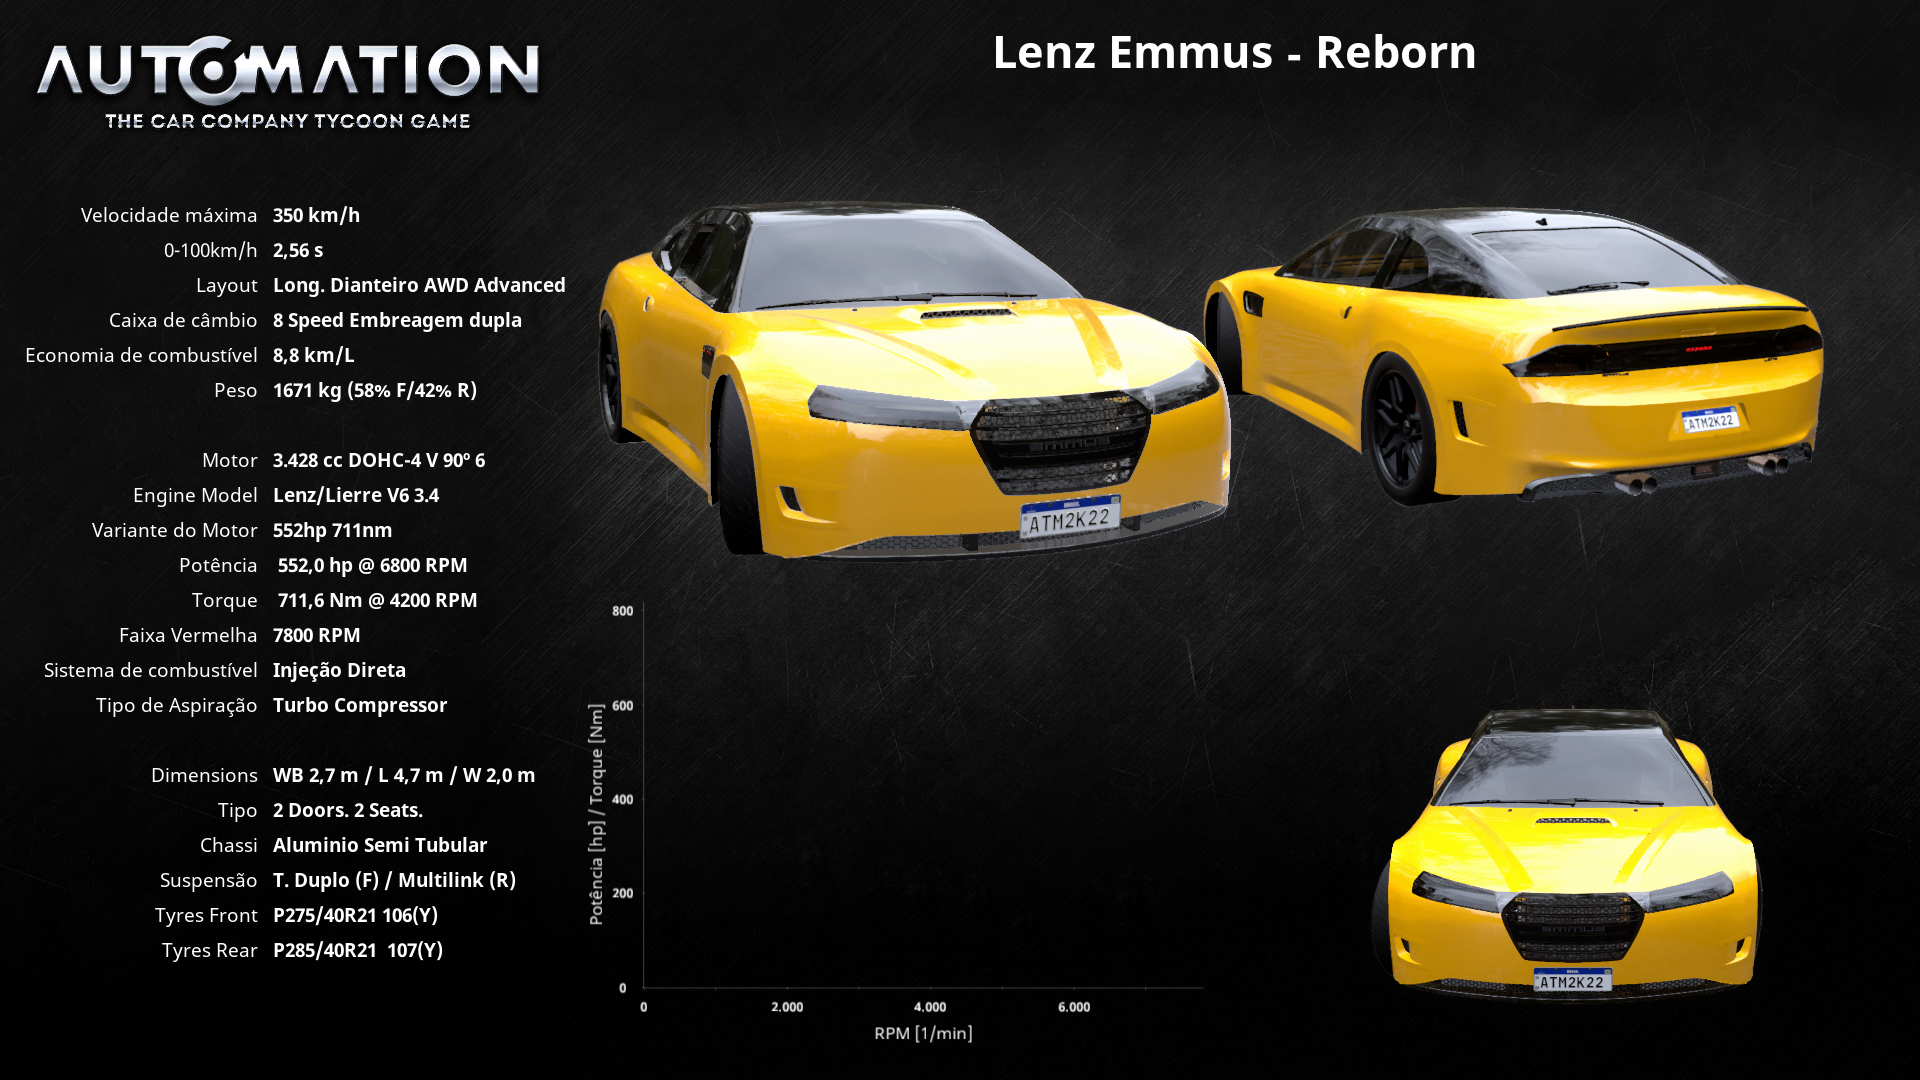 AUTOMATION
THE CAR COMPANY TYCOON GAME
Lenz Emmus - Reborn
Velocidade máxima 350 km/h
0-100km/h 2,56 s
Layout Long. Dianteiro AWD Advanced
Caixa de câmbio 8 Speed Embreagem dupla
Economia de combustível 8,8 km/L
Peso 1671 kg (58% F/42% R)
Motor 3.428 cc DOHC-4 V 90º 6
Engine Model Lenz/Lierre V6 3.4
Variante do Motor 552hp 711nm
Potência 552,0 hp @ 6800 RPM
Torque 711,6 Nm @ 4200 RPM
Faixa Vermelha 7800 RPM
Sistema de combustível Injeção Direta
Tipo de Aspiração Turbo Compressor
Dimensions WB 2,7 m / L 4,7 m / W 2,0 m
Tipo 2 Doors. 2 Seats.
Chassi Aluminio Semi Tubular
Suspensão T. Duplo (F) / Multilink (R)
Tyres Front P275/40R21 106(Y)
Tyres Rear P285/40R21 107(Y)
EMMUS
BRASIL
ATM2K22
REBORN
ATM2K22
Potência [hp] / Torque [Nm]
800
600
400
200
0
0 2.000 4.000 6.000
RPM [1/min]
EMMUS
BRASIL
ATM2K22